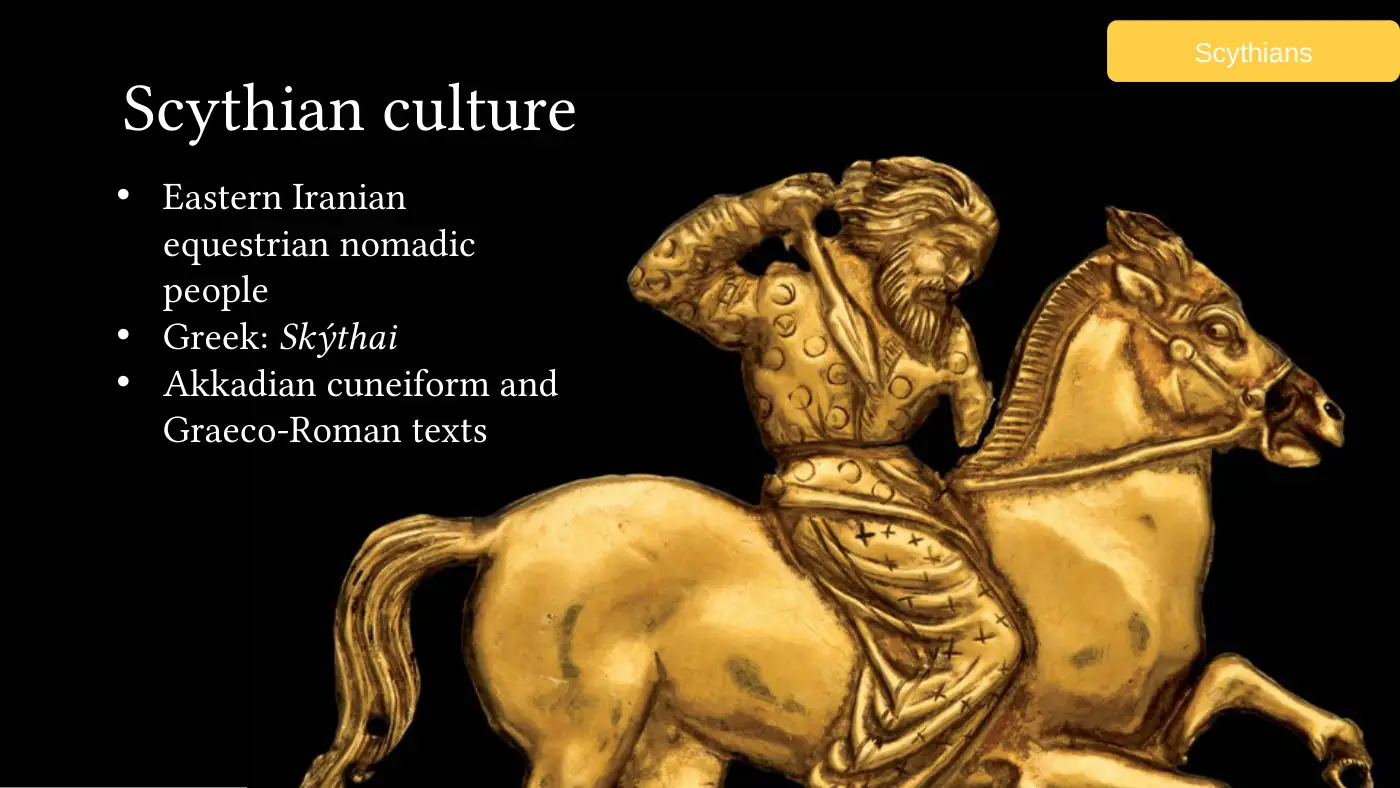 Scythians
Scythian culture
• Eastern Iranian
equestrian nomadic
people
• Greek: Skýthai
• Akkadian cuneiform and
Graeco-Roman texts